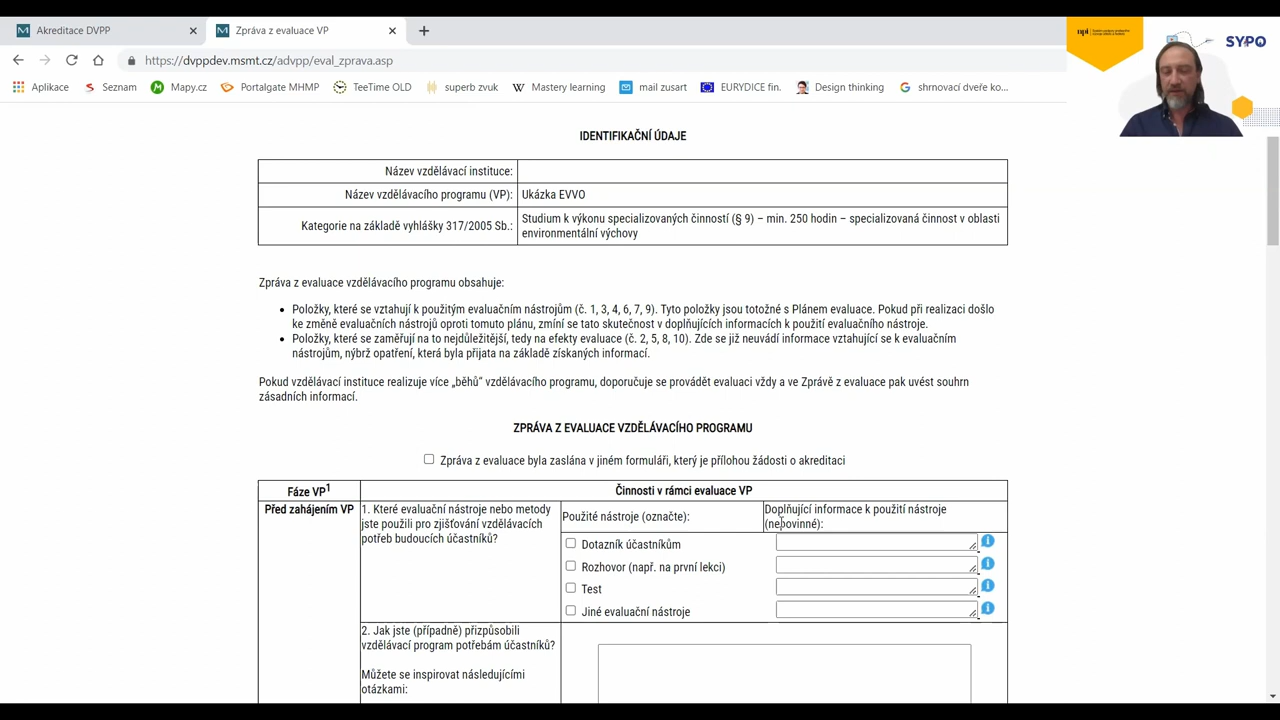 Akreditace DVPP
Zpráva z evaluace VP
https://dvppdev.msmt.cz/advpp/eval_zprava.asp
Aplikace
Seznam
Mapy.cz
Portalgate MHMP
TeeTime OLD
superb zvuk
Mastery learning
mail zusart
EURYDICE fin.
Design thinking
shrnovací dveře ko...
npi
SYPO
IDENTIFIKAČNÍ ÚDAJE
Název vzdělávací instituce:
Název vzdělávacího programu (VP): Ukázka EVVO
Kategorie na základě vyhlášky 317/2005 Sb.: Studium k výkonu specializovaných činností (§ 9) – min. 250 hodin – specializovaná činnost v oblasti
environmentální výchovy
Zpráva z evaluace vzdělávacího programu obsahuje:
• Položky, které se vztahují k použitým evaluačním nástrojům (č. 1, 3, 4, 6, 7, 9). Tyto položky jsou totožné s Plánem evaluace. Pokud při realizaci došlo
ke změně evaluačních nástrojů oproti tomuto plánu, zmíní se tato skutečnost v doplňujících informacích k použití evaluačního nástroje.
• Položky, které se zaměřují na to nejdůležitější, tedy na efekty evaluace (č. 2, 5, 8, 10). Zde se již neuvádí informace vztahující se k evaluačním
nástrojům, nýbrž opatření, která byla přijata na základě získaných informací.
Pokud vzdělávací instituce realizuje více „běhů“ vzdělávacího programu, doporučuje se provádět evaluaci vždy a ve Zprávě z evaluace pak uvést souhrn
zásadních informací.
ZPRÁVA Z EVALUACE VZDĚLÁVACÍHO PROGRAMU
Zpráva z evaluace byla zaslána v jiném formuláři, který je přílohou žádosti o akreditaci
Fáze VP1
Činnosti v rámci evaluace VP
Před zahájením VP
1. Které evaluační nástroje nebo metody
jste použili pro zjišťování vzdělávacích
potřeb budoucích účastníků?
Použité nástroje (označte):
Doplňující informace k použití nástroje
(nepovinné):
Dotazník účastníkům
Rozhovor (např. na první lekci)
Test
Jiné evaluační nástroje
2. Jak jste (případně) přizpůsobili
vzdělávací program potřebám účastníků?
Můžete se inspirovat následujícími
otázkami: